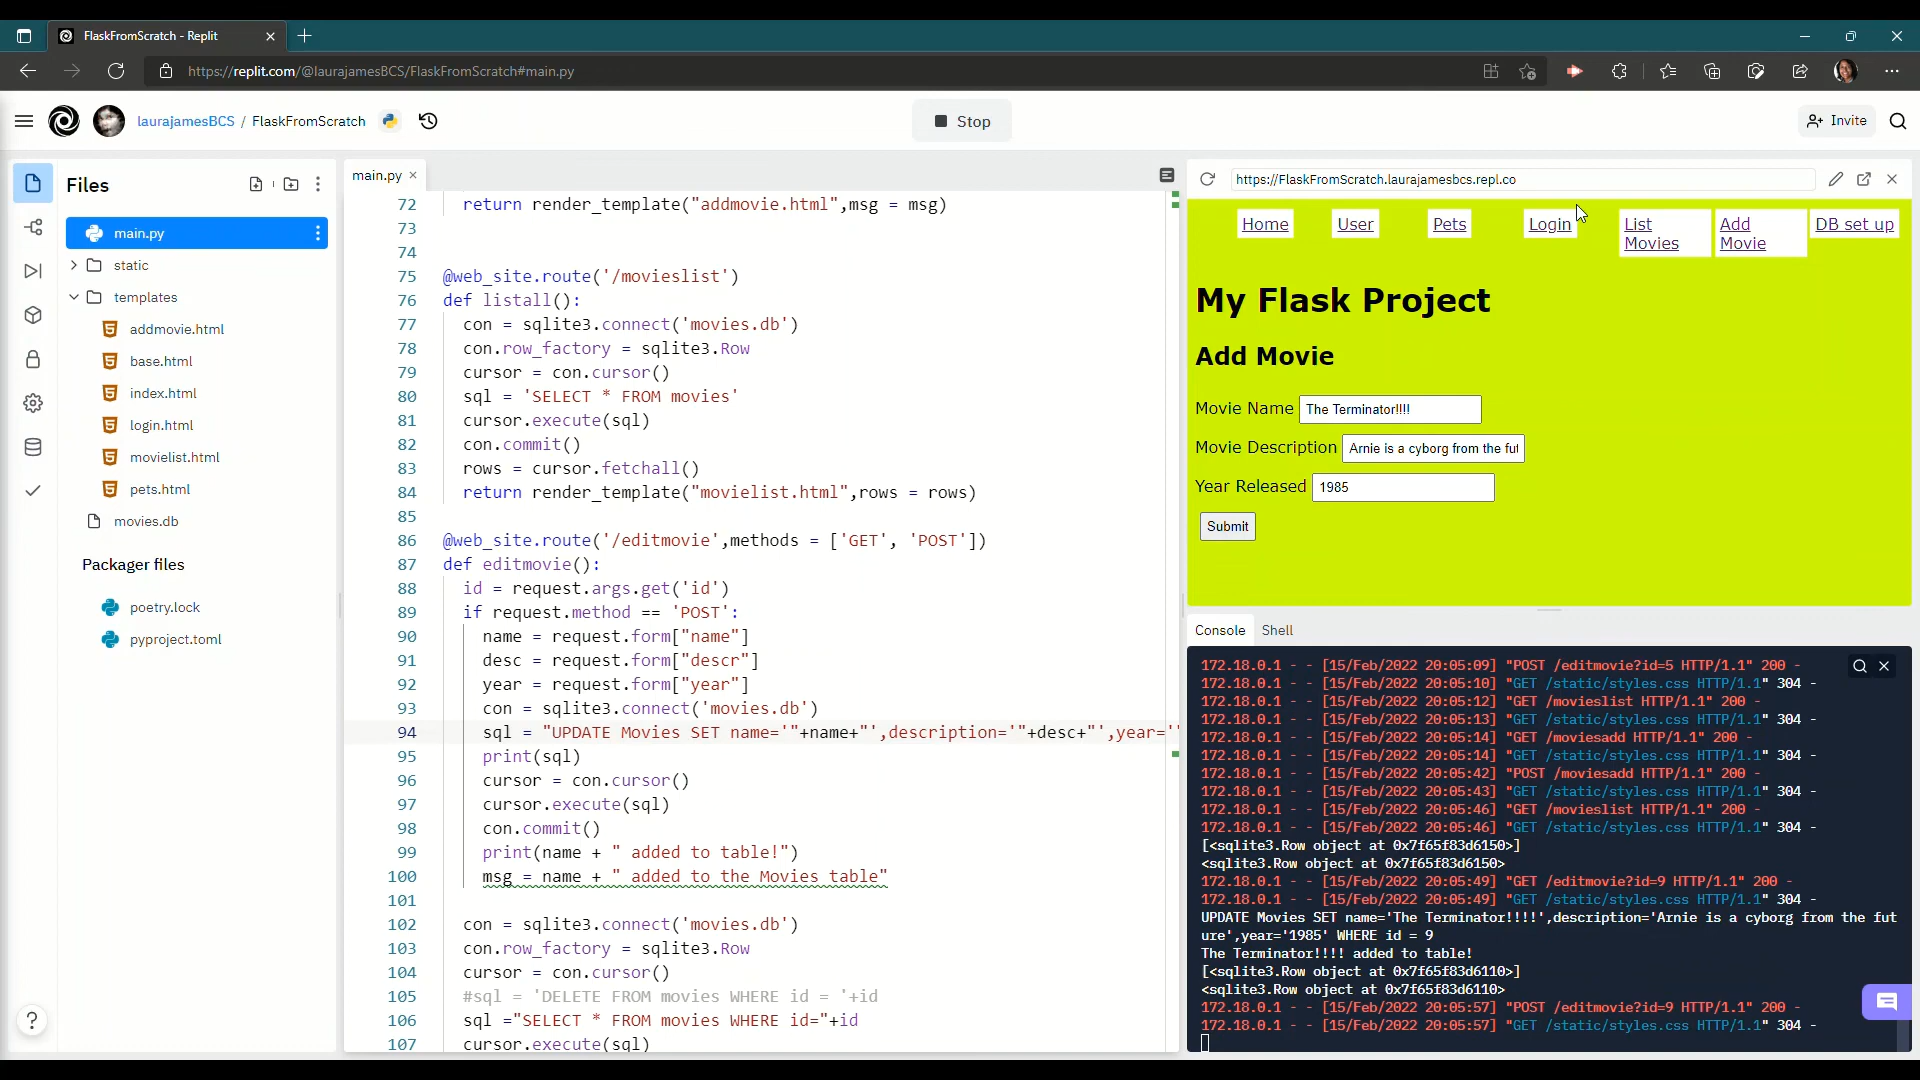 FlaskFromScratch - Replit
https://replit.com/@laurajamesBCS/FlaskFromScratch#main.py
laurajamesBCS / FlaskFromScratch
Stop
Invite
Files
main.py
static
templates
addmovie.html
base.html
index.html
login.html
movielist.html
pets.html
movies.db
Packager files
poetry.lock
pyproject.toml
?
main.py
72 return render_template("addmovie.html",msg = msg)
73
74
75 @web_site.route('/movieslist')
76 def listall():
77 con = sqlite3.connect('movies.db')
78 con.row_factory = sqlite3.Row
79 cursor = con.cursor()
80 sql = 'SELECT * FROM movies'
81 cursor.execute(sql)
82 con.commit()
83 rows = cursor.fetchall()
84 return render_template("movielist.html",rows = rows)
85
86 @web_site.route('/editmovie',methods = ['GET', 'POST'])
87 def editmovie():
88 id = request.args.get('id')
89 if request.method == 'POST':
90 name = request.form["name"]
91 desc = request.form["descr"]
92 year = request.form["year"]
93 con = sqlite3.connect('movies.db')
94 sql = "UPDATE Movies SET name='"+name+"',description='"+desc+"',year='"
95 print(sql)
96 cursor = con.cursor()
97 cursor.execute(sql)
98 con.commit()
99 print(name + " added to table!")
100 msg = name + " added to the Movies table"
101
102 con = sqlite3.connect('movies.db')
103 con.row_factory = sqlite3.Row
104 cursor = con.cursor()
105 #sql = 'DELETE FROM movies WHERE id = '+id
106 sql ="SELECT * FROM movies WHERE id="+id
107 cursor.execute(sql)
https://FlaskFromScratch.laurajamesbcs.repl.co
Home User Pets Login List Movies Add Movie DB set up
My Flask Project
Add Movie
Movie Name The Terminator!!!!
Movie Description Arnie is a cyborg from the fut
Year Released 1985
Submit
Console Shell
172.18.0.1 - - [15/Feb/2022 20:05:09] "POST /editmovie?id=5 HTTP/1.1" 200 -
172.18.0.1 - - [15/Feb/2022 20:05:10] "GET /static/styles.css HTTP/1.1" 304 -
172.18.0.1 - - [15/Feb/2022 20:05:12] "GET /movieslist HTTP/1.1" 200 -
172.18.0.1 - - [15/Feb/2022 20:05:13] "GET /static/styles.css HTTP/1.1" 304 -
172.18.0.1 - - [15/Feb/2022 20:05:14] "GET /moviesadd HTTP/1.1" 200 -
172.18.0.1 - - [15/Feb/2022 20:05:14] "GET /static/styles.css HTTP/1.1" 304 -
172.18.0.1 - - [15/Feb/2022 20:05:42] "POST /moviesadd HTTP/1.1" 200 -
172.18.0.1 - - [15/Feb/2022 20:05:43] "GET /static/styles.css HTTP/1.1" 304 -
172.18.0.1 - - [15/Feb/2022 20:05:46] "GET /movieslist HTTP/1.1" 200 -
172.18.0.1 - - [15/Feb/2022 20:05:46] "GET /static/styles.css HTTP/1.1" 304 -
[<sqlite3.Row object at 0x7f65f83d6150>]
<sqlite3.Row object at 0x7f65f83d6150>
172.18.0.1 - - [15/Feb/2022 20:05:49] "GET /editmovie?id=9 HTTP/1.1" 200 -
172.18.0.1 - - [15/Feb/2022 20:05:49] "GET /static/styles.css HTTP/1.1" 304 -
UPDATE Movies SET name='The Terminator!!!!',description='Arnie is a cyborg from the fut
ure',year='1985' WHERE id = 9
The Terminator!!!! added to table!
[<sqlite3.Row object at 0x7f65f83d6110>]
<sqlite3.Row object at 0x7f65f83d6110>
172.18.0.1 - - [15/Feb/2022 20:05:57] "POST /editmovie?id=9 HTTP/1.1" 200 -
172.18.0.1 - - [15/Feb/2022 20:05:57] "GET /static/styles.css HTTP/1.1" 304 -